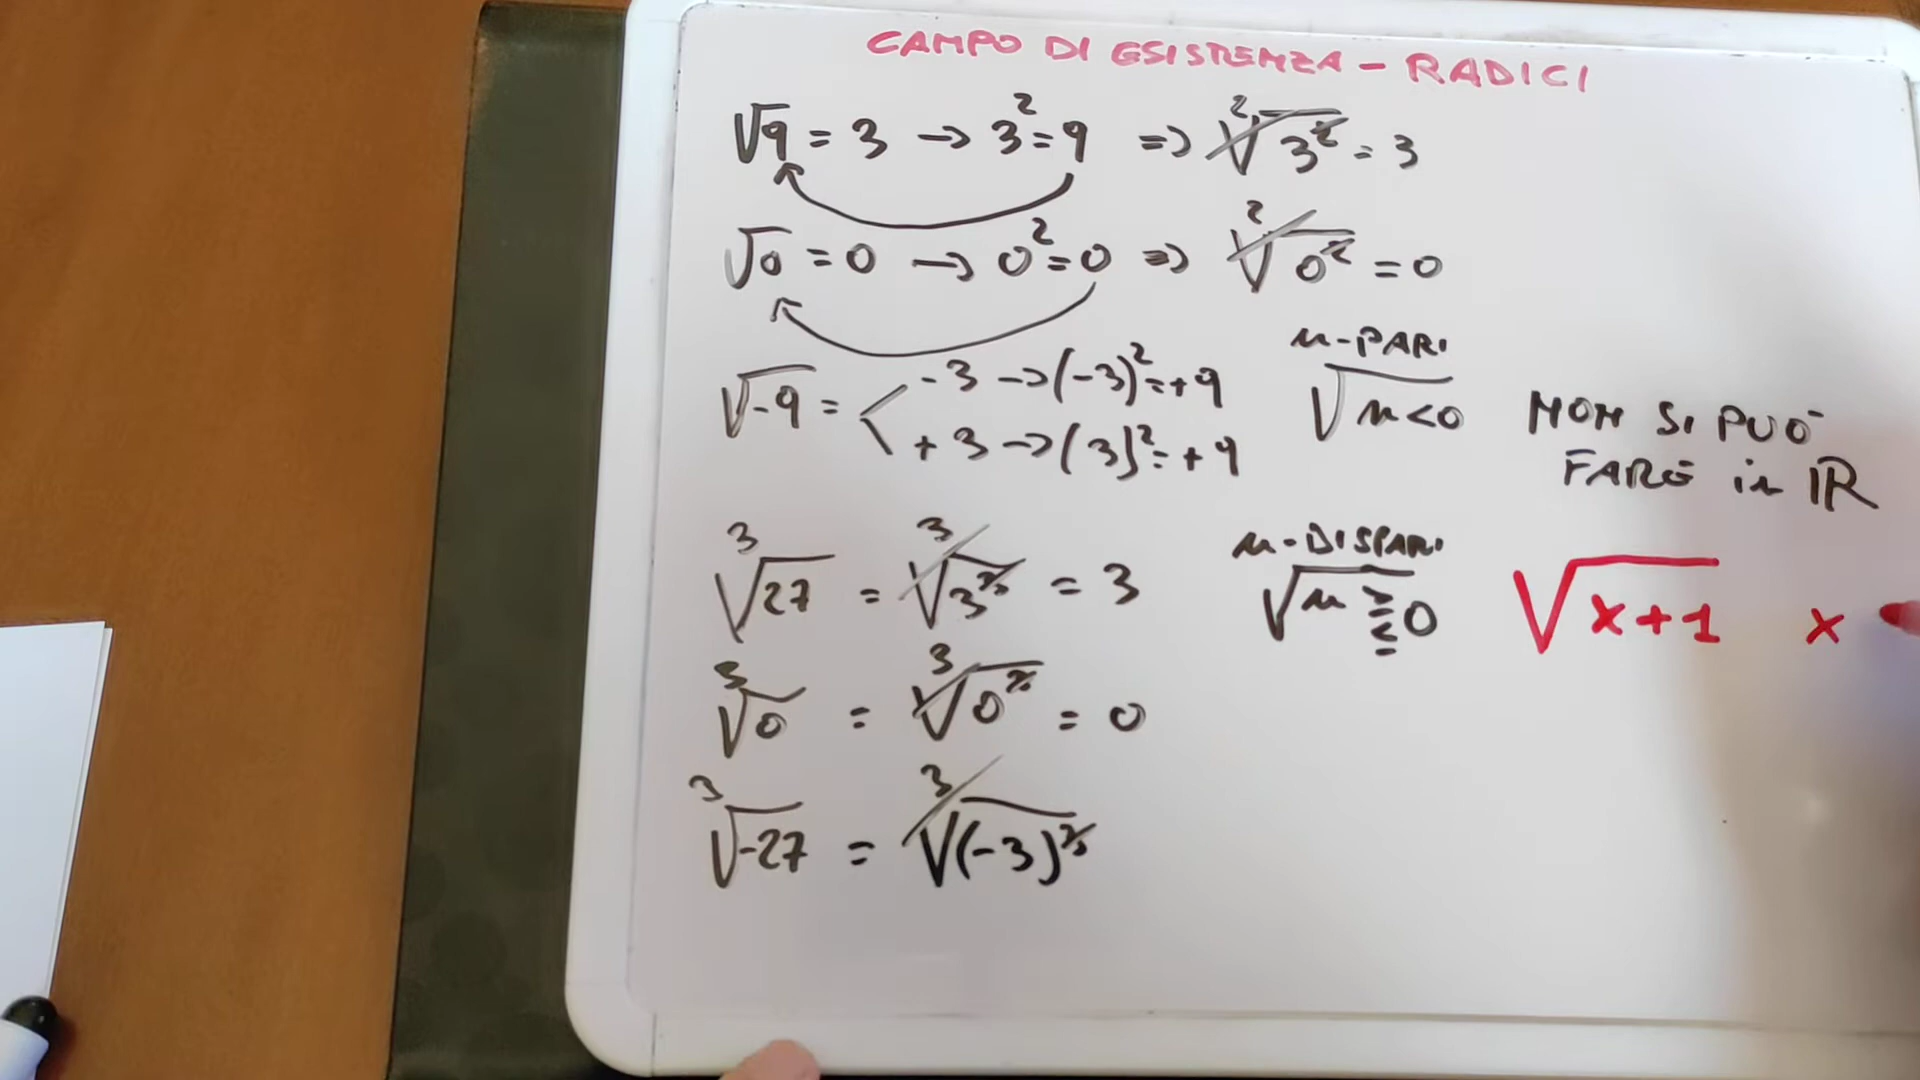 CAMPO DI ESISTENZA - RADICI
√9 = 3 → 3² = 9 => ²√3² = 3
√0 = 0 → 0² = 0 => ²√0² = 0
√-9 = -3 → (-3)² = +9
+3 → (3)² = +9
n-PARI
√n<0
NON SI PUÒ
FARE in ℝ
³√27 = ³√3³ = 3
n-DISPARI
√n ⪌ 0
√x+1 x
³√0 = ³√0³ = 0
³√-27 = ³√(-3)³